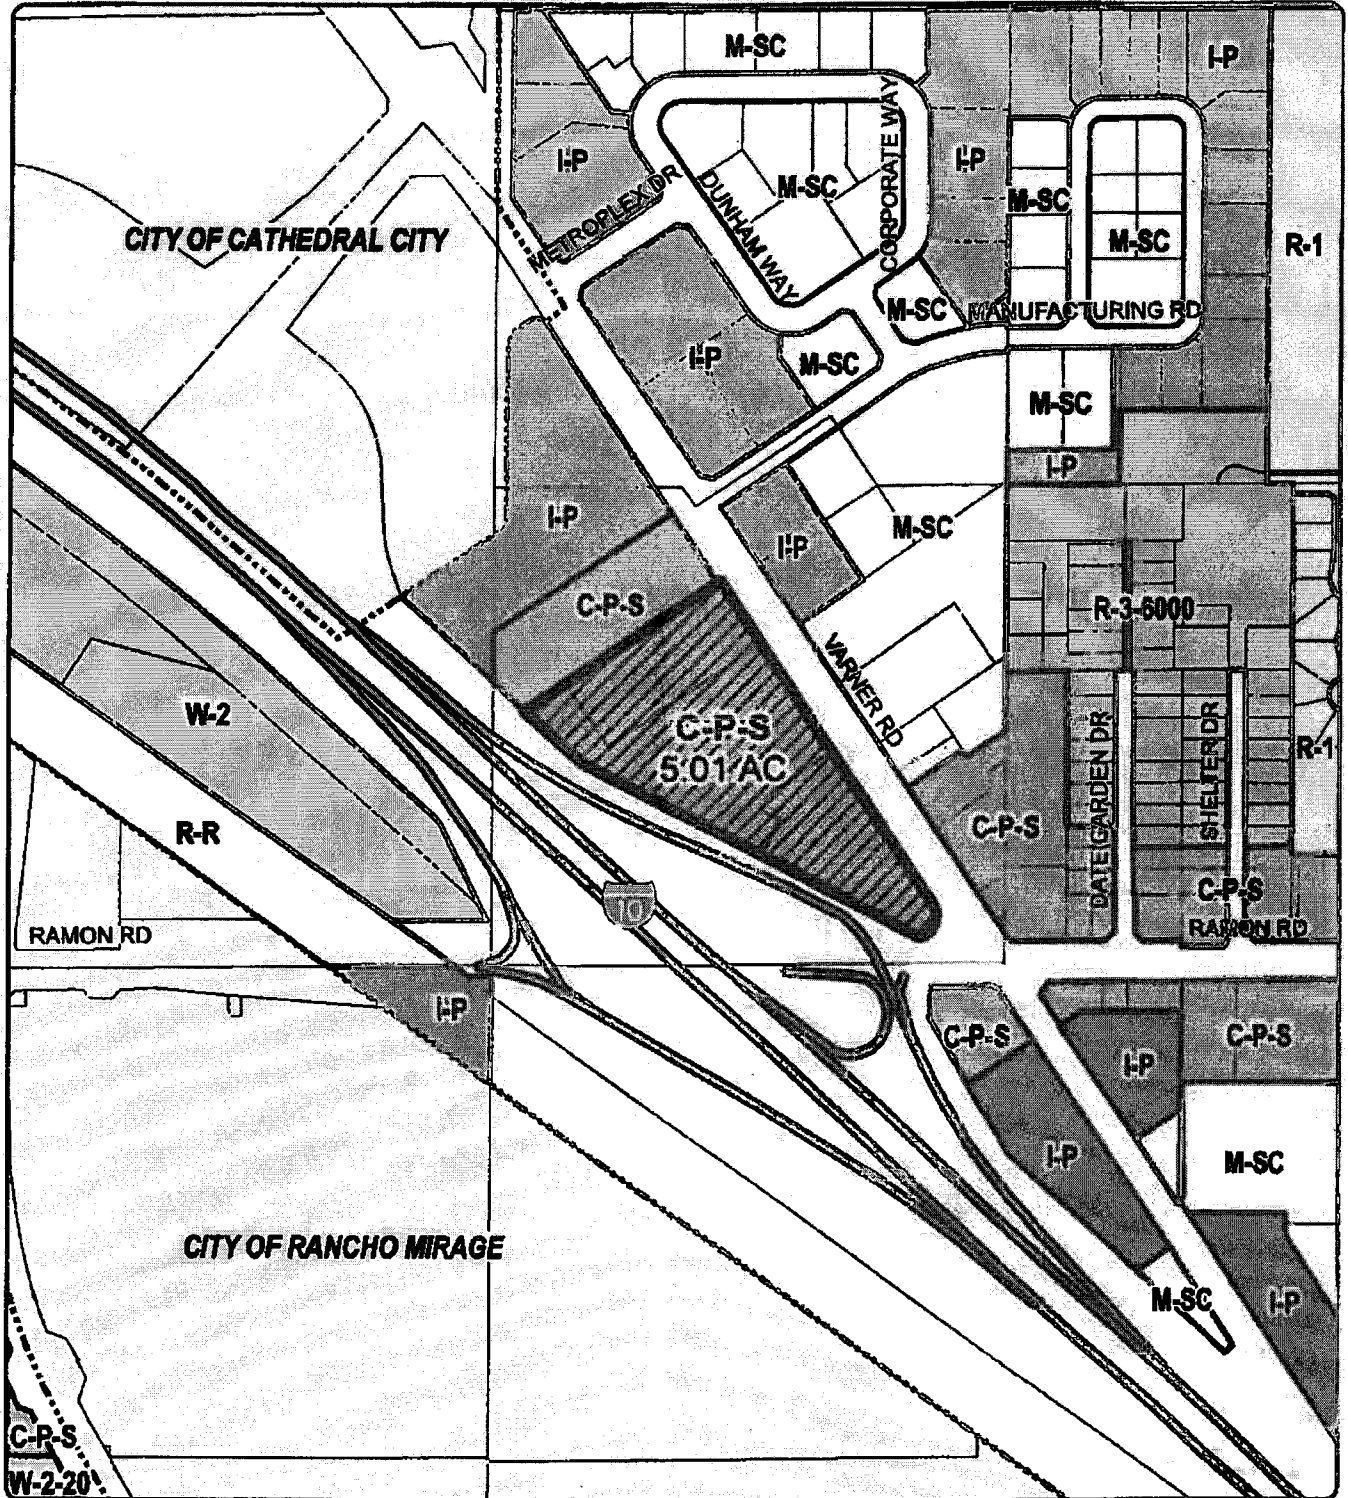 M-SC
I-P
CORPORATE WAY
I-P
I-P
M-SC
METROPLEX DR
DUNHAM WAY
M-SC
M-SC
R-1
CITY OF CATHEDRAL CITY
M-SC
MANUFACTURING RD
I-P
M-SC
M-SC
I-P
I-P
M-SC
I-P
C-P-S
R-3-6000
VARNER RD
W-2
C-P-S
5.01 AC
DATE GARDEN DR
SHELTER DR
R-1
R-R
C-P-S
C-P-S
10
RAMON RD
RAMON RD
I-P
C-P-S
C-P-S
I-P
I-P
M-SC
CITY OF RANCHO MIRAGE
M-SC
I-P
C-P-S
W-2-20